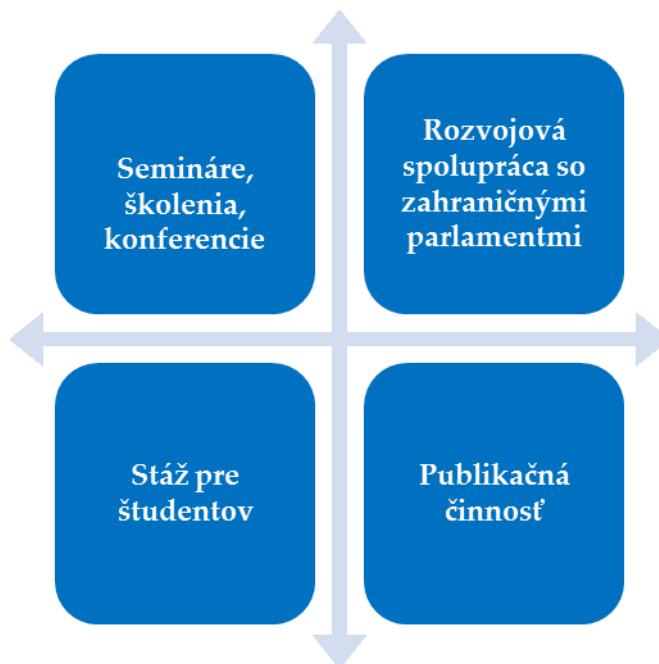 Semináre,
školenia,
konferencie
Rozvojová
spolupráca so
zahraničnými
parlamentmi
Stáž pre
študentov
Publikačná
činnosť